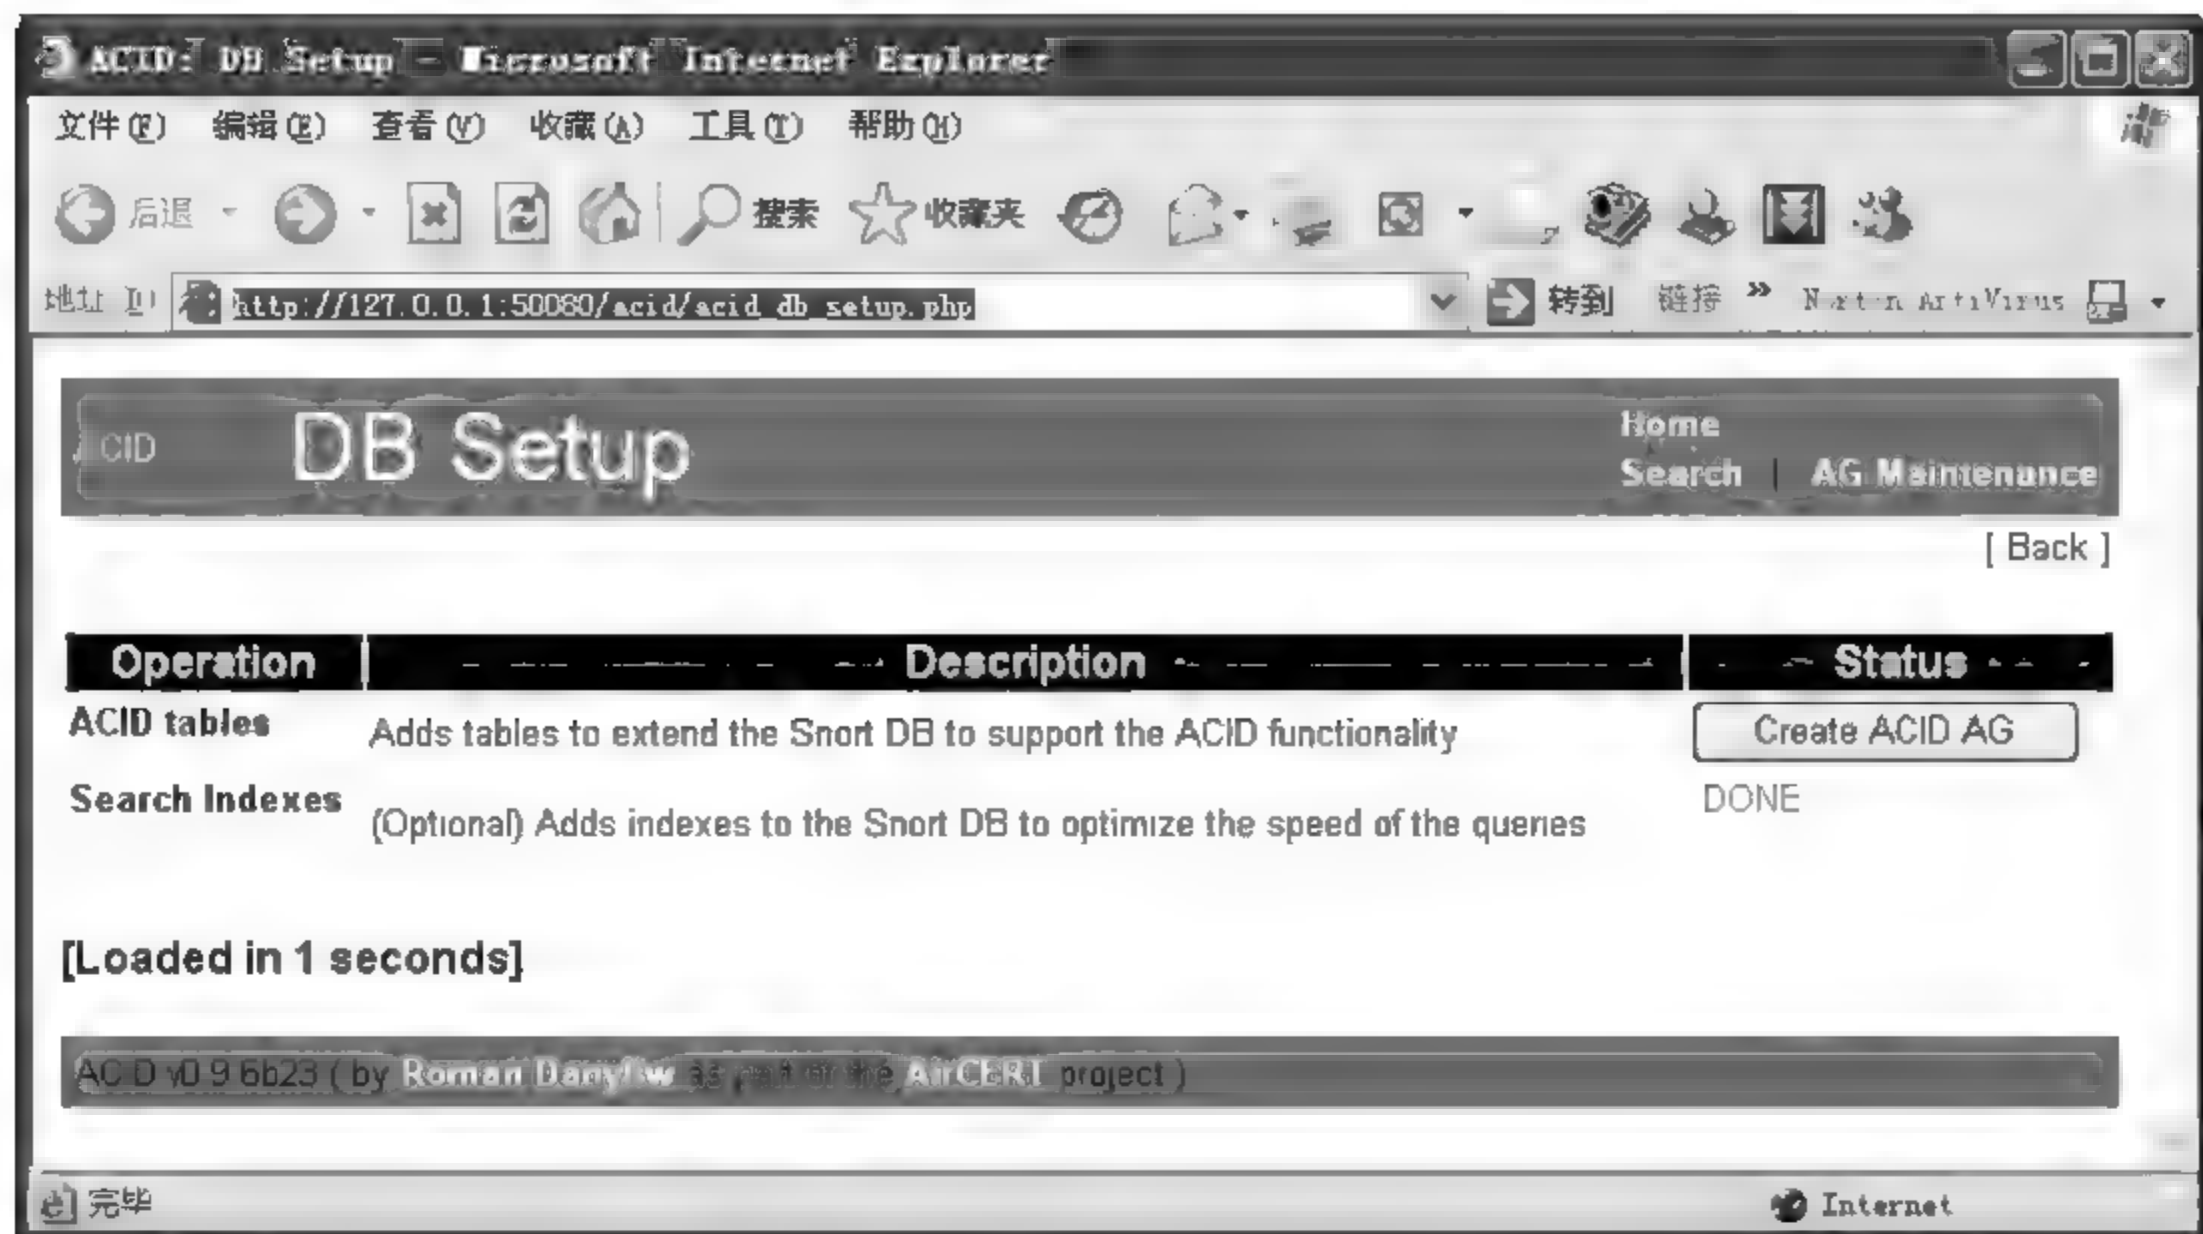 ACID: DB Setup - Microsoft Internet Explorer
文件(F) 编辑(E) 查看(V) 收藏(A) 工具(T) 帮助(H)
后退 搜索 收藏夹
地址(D) http://127.0.0.1:50080/acid/acid_db_setup.php 转到 链接 » Norton AntiVirus
ACID DB Setup Home
Search | AG Maintenance
[ Back ]
Operation Description Status
ACID tables Adds tables to extend the Snort DB to support the ACID functionality Create ACID AG
Search Indexes (Optional) Adds indexes to the Snort DB to optimize the speed of the queries DONE
[Loaded in 1 seconds]
ACID v0.9.6b23 ( by Roman Danyliw as part of the AirCERT project )
完毕 Internet